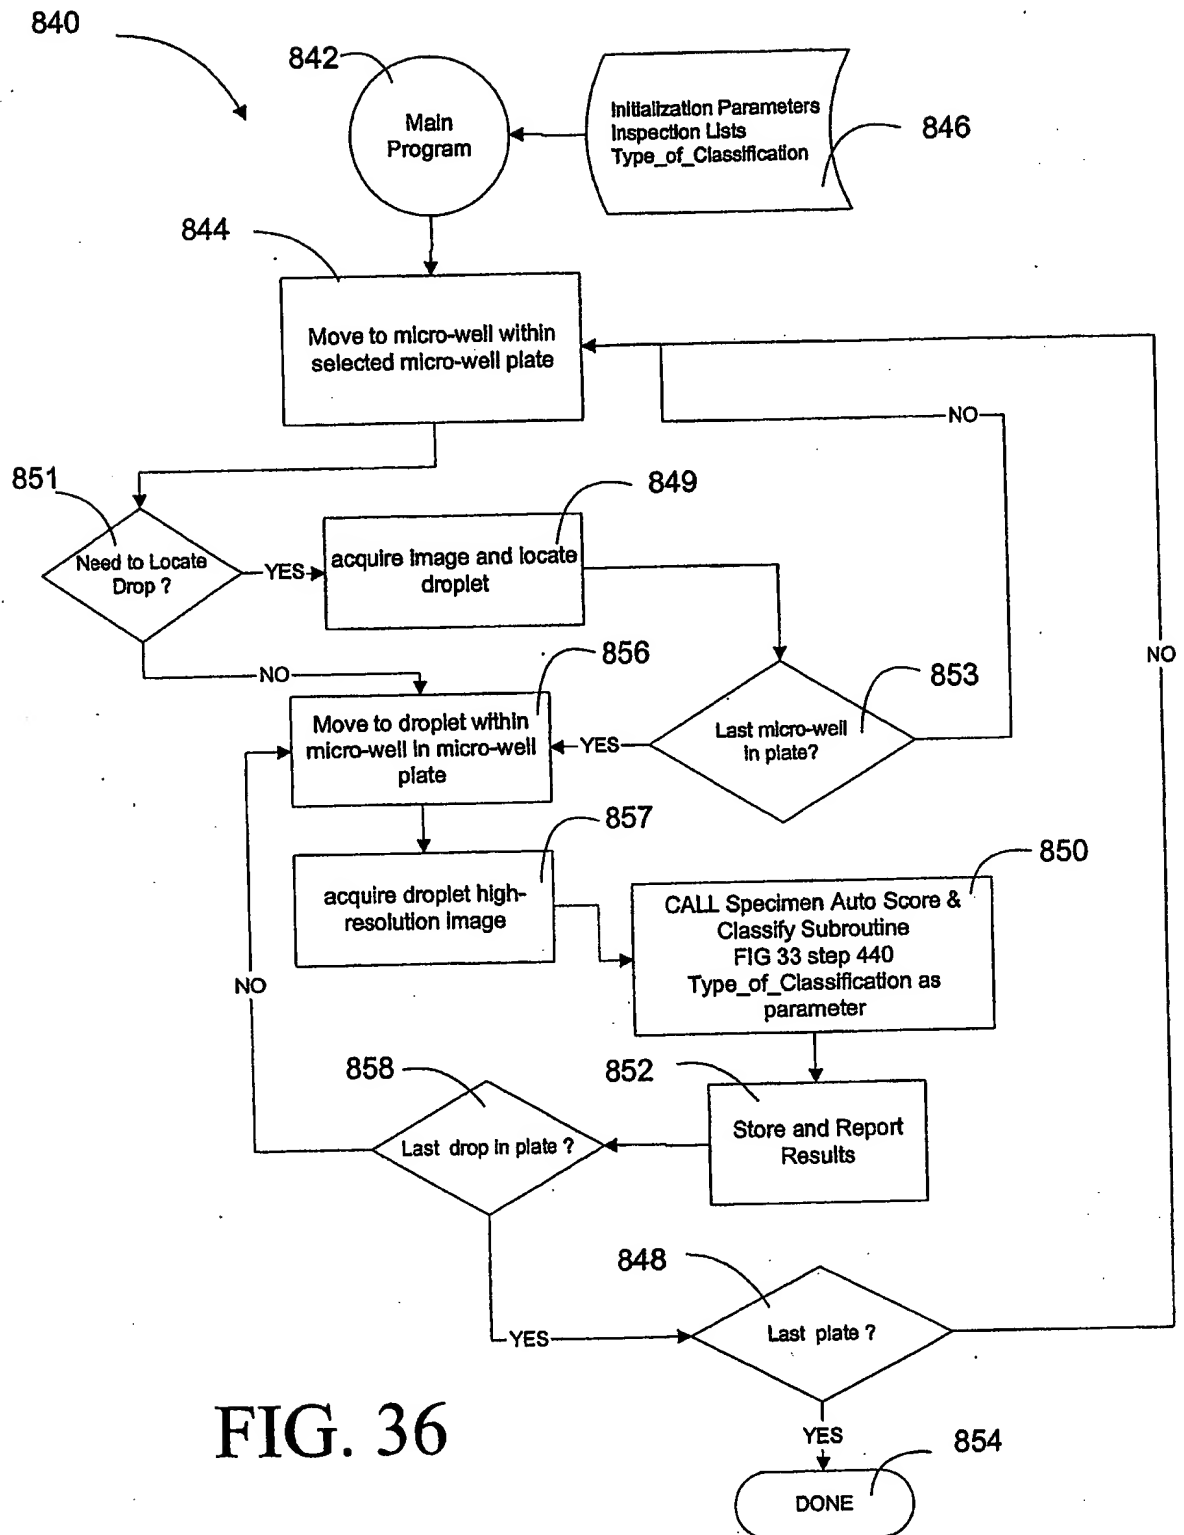 840
842
Main
Program
Initialization Parameters
Inspection Lists
Type_of_Classification
846
844
Move to micro-well within
selected micro-well plate
NO
851
Need to Locate
Drop ?
YES
849
acquire image and locate
droplet
NO
NO
856
Move to droplet within
micro-well in micro-well
plate
YES
853
Last micro-well
in plate?
857
acquire droplet high-
resolution image
850
CALL Specimen Auto Score &
Classify Subroutine
FIG 33 step 440
Type_of_Classification as
parameter
NO
858
Last drop in plate ?
852
Store and Report
Results
848
YES
Last plate ?
FIG. 36
YES
854
DONE